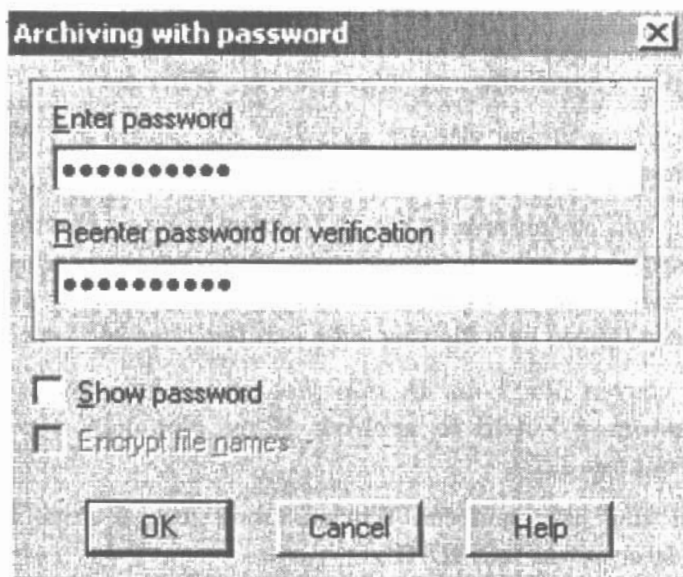 Archiving with password
Enter password
••••••••••
Reenter password for verification
••••••••••
Show password
Encrypt file names
OK Cancel Help